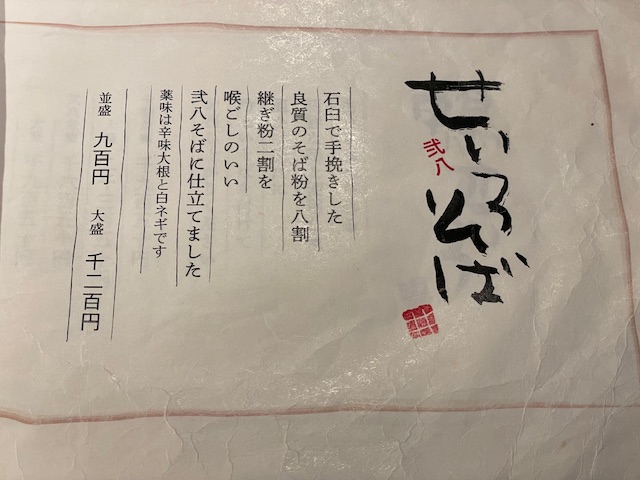 せいろそば
弐八
石臼で手挽きした
良質のそば粉を八割
継ぎ粉二割を
喉ごしのいい
弐八そばに仕立てました
薬味は辛味大根と白ネギです
並盛 九百円 大盛 千二百円